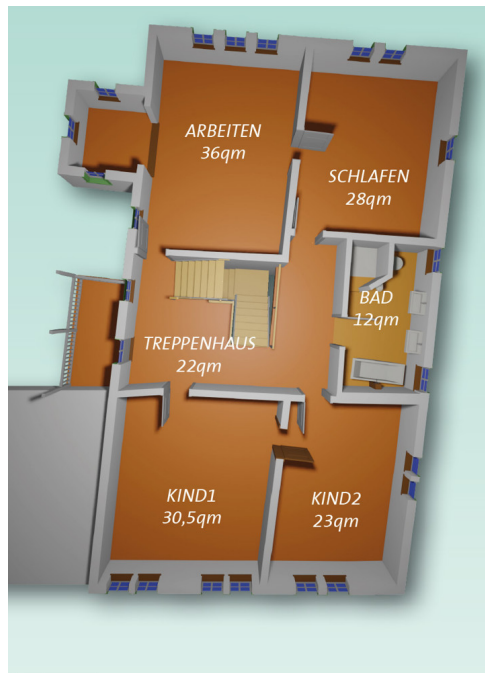 ARBEITEN
36qm
SCHLAFEN
28qm
BAD
12qm
TREPPENHAUS
22qm
KIND1
30,5qm
KIND2
23qm